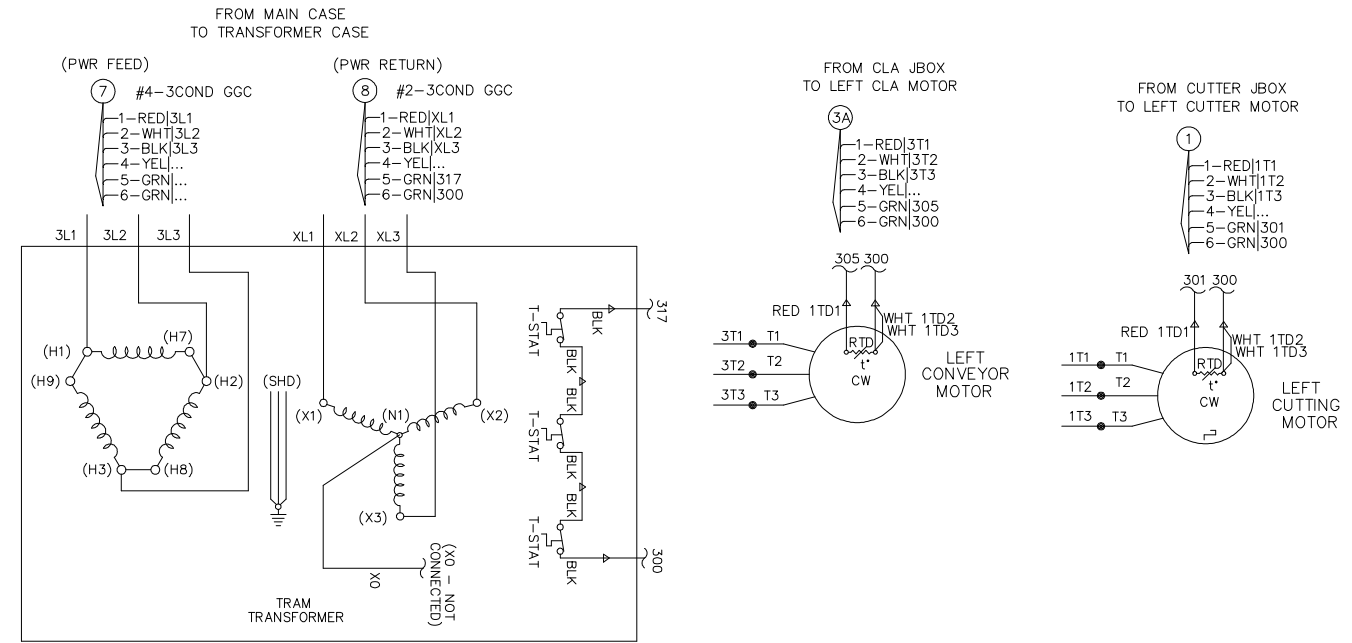 FROM MAIN CASE
TO TRANSFORMER CASE
(PWR FEED)
7
#4-3COND GGC
1-RED|3L1
2-WHT|3L2
3-BLK|3L3
4-YEL|...
5-GRN|...
6-GRN|...
(PWR RETURN)
8
#2-3COND GGC
1-RED|XL1
2-WHT|XL2
3-BLK|XL3
4-YEL|...
5-GRN|317
6-GRN|300
3L1
3L2
3L3
XL1
XL2
XL3
(H1)
(H7)
(H9)
(H2)
(H3)
(H8)
(SHD)
(X1)
(N1)
(X2)
(X3)
X0
(X0 - NOT
CONNECTED)
TRAM
TRANSFORMER
T-STAT
BLK
317
BLK
BLK
T-STAT
BLK
BLK
T-STAT
BLK
300
FROM CLA JBOX
TO LEFT CLA MOTOR
3A
1-RED|3T1
2-WHT|3T2
3-BLK|3T3
4-YEL|...
5-GRN|305
6-GRN|300
305
300
RED 1TD1
WHT 1TD2
WHT 1TD3
3T1
T1
3T2
T2
3T3
T3
RTD
t°
CW
LEFT
CONVEYOR
MOTOR
FROM CUTTER JBOX
TO LEFT CUTTER MOTOR
1
1-RED|1T1
2-WHT|1T2
3-BLK|1T3
4-YEL|...
5-GRN|301
6-GRN|300
301
300
RED 1TD1
WHT 1TD2
WHT 1TD3
1T1
T1
1T2
T2
1T3
T3
RTD
t°
CW
LEFT
CUTTING
MOTOR